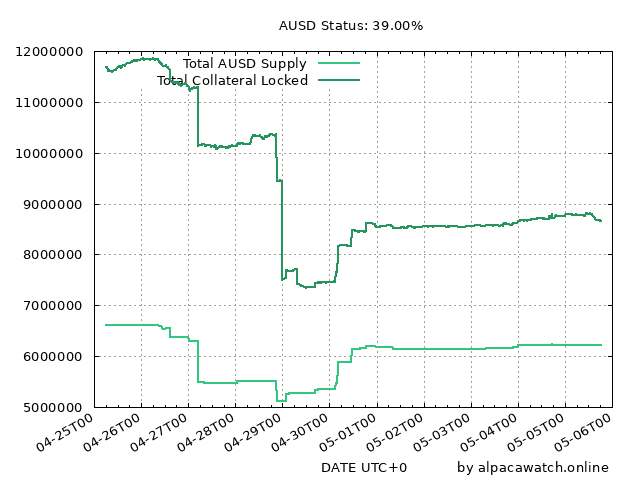 AUSD Status: 39.00%
Total AUSD Supply
Total Collateral Locked
12000000
11000000
10000000
9000000
8000000
7000000
6000000
5000000
04-25T00
04-26T00
04-27T00
04-28T00
04-29T00
04-30T00
05-01T00
05-02T00
05-03T00
05-04T00
05-05T00
05-06T00
DATE UTC+0
by alpacawatch.online